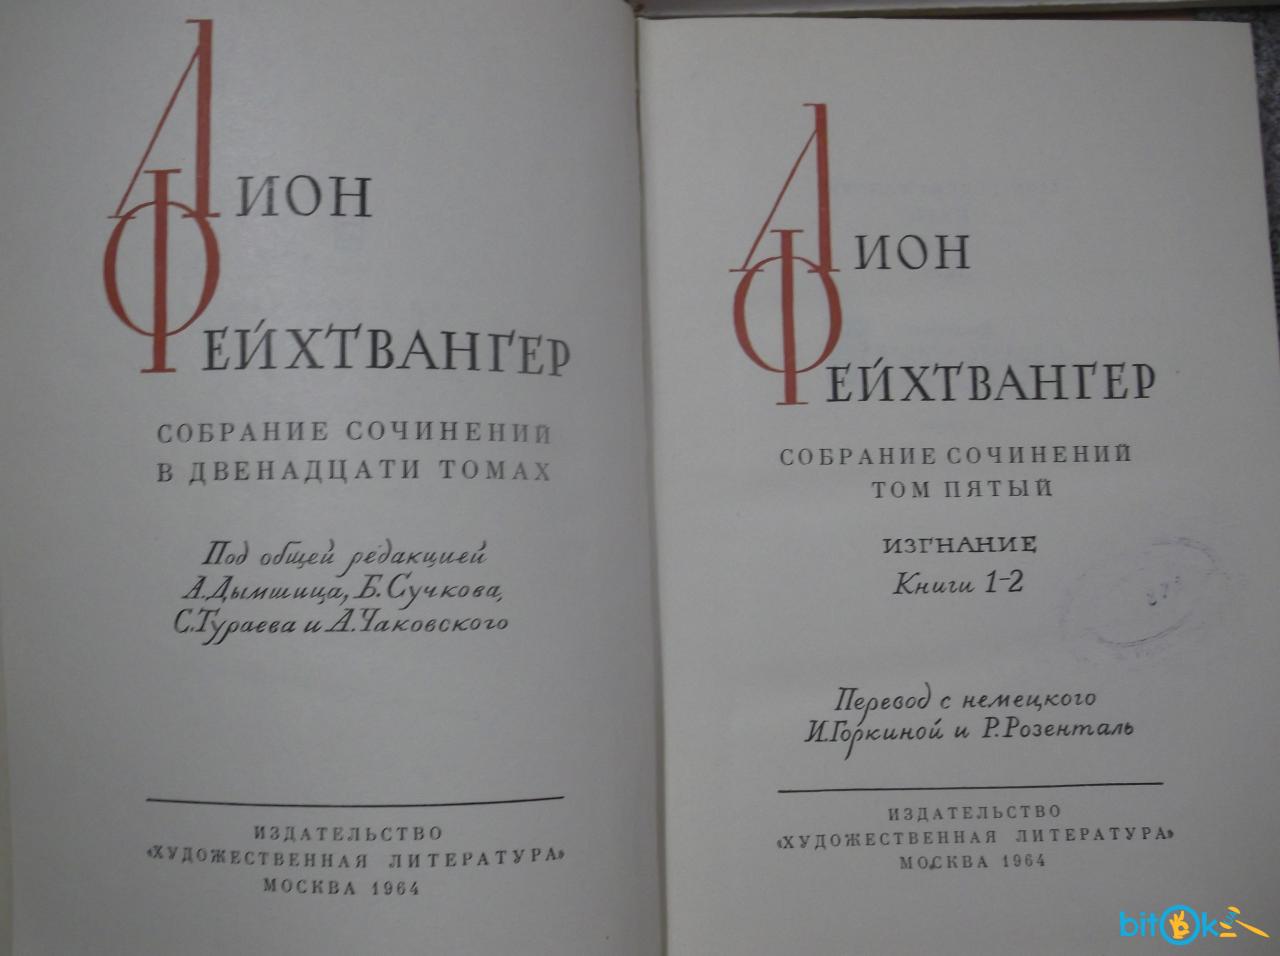 ЛИОН
ФЕЙХТВАНГЕР
СОБРАНИЕ СОЧИНЕНИЙ
В ДВЕНАДЦАТИ ТОМАХ
Под общей редакцией
А.Дымшица, Б.Сучкова,
С.Тураева и А.Чаковского
ИЗДАТЕЛЬСТВО
«ХУДОЖЕСТВЕННАЯ ЛИТЕРАТУРА»
МОСКВА 1964
ЛИОН
ФЕЙХТВАНГЕР
СОБРАНИЕ СОЧИНЕНИЙ
ТОМ ПЯТЫЙ
ИЗГНАНИЕ
Книги 1-2
Перевод с немецкого
И.Горкиной и Р.Розенталь
ИЗДАТЕЛЬСТВО
«ХУДОЖЕСТВЕННАЯ ЛИТЕРАТУРА»
МОСКВА 1964